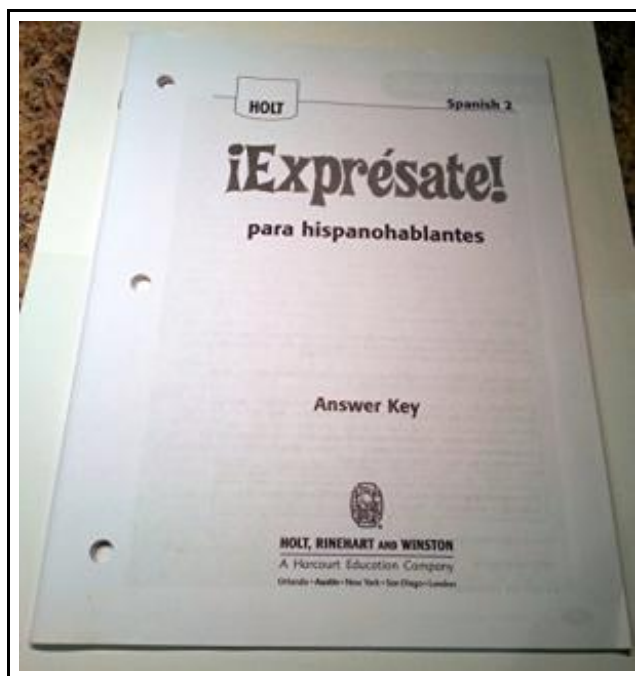 HOLT
Spanish 2
¡Exprésate!
para hispanohablantes
Answer Key
HOLT, RINEHART AND WINSTON
A Harcourt Education Company
Orlando • Austin • New York • San Diego • London